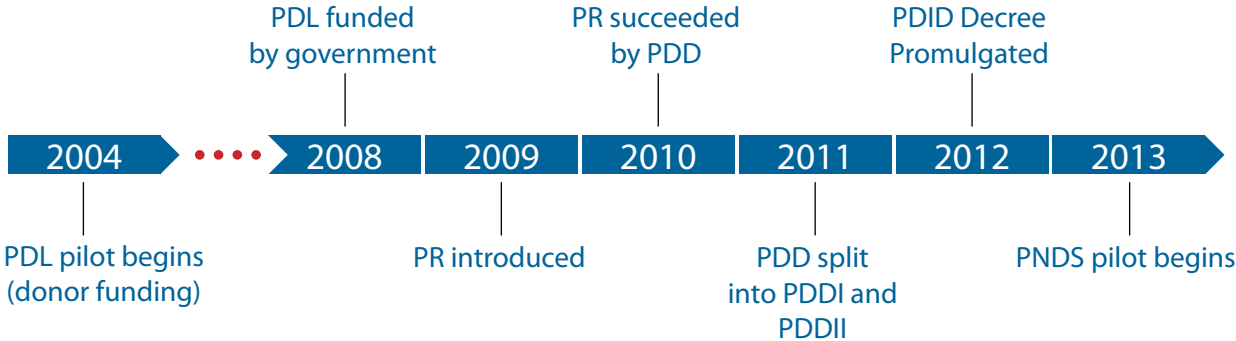 PDL funded
by government
PR succeeded
by PDD
PDID Decree
Promulgated
2004
2008
2009
2010
2011
2012
2013
PDL pilot begins
(donor funding)
PR introduced
PDD split
into PDDI and
PDDII
PNDS pilot begins